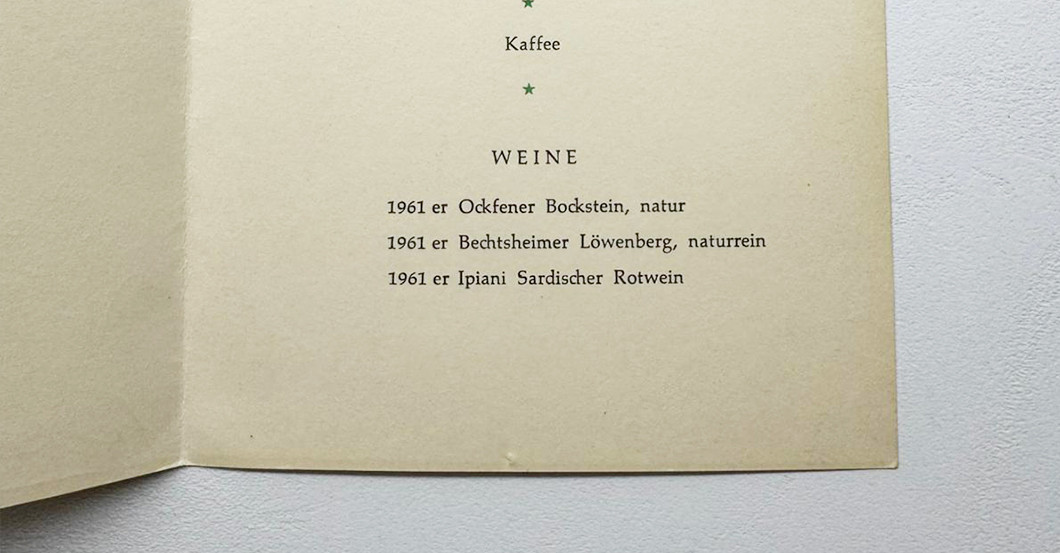 Kaffee
WEINE
1961 er Ockfener Bockstein, natur
1961 er Bechtsheimer Löwenberg, naturrein
1961 er Ipiani Sardischer Rotwein